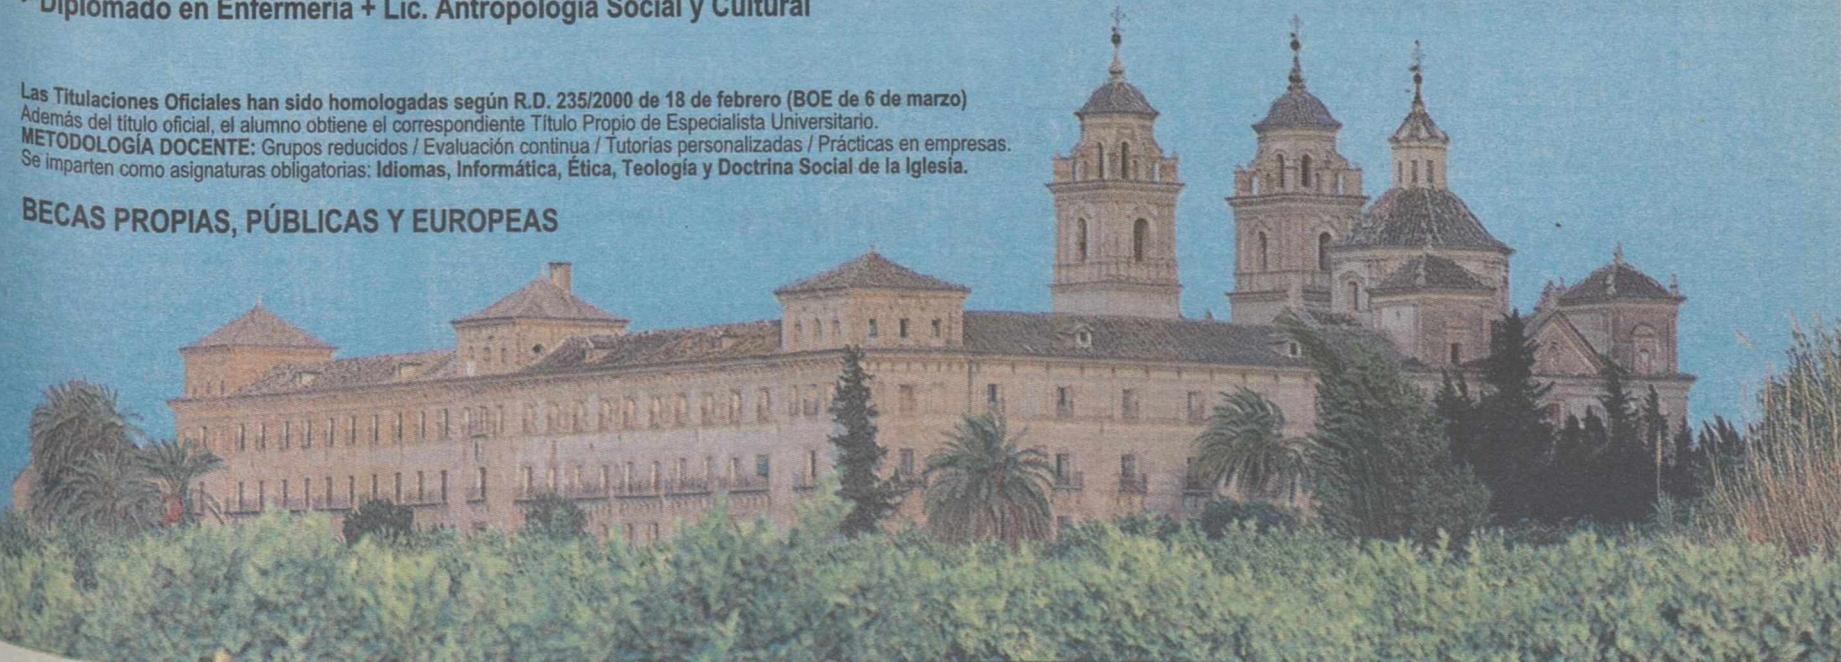 Diplomado en Enfermería + Lic. Antropología Social y Cultural
Las Titulaciones Oficiales han sido homologadas según R.D. 235/2000 de 18 de febrero (BOE de 6 de marzo)
Además del título oficial, el alumno obtiene el correspondiente Título Propio de Especialista Universitario.
METODOLOGÍA DOCENTE: Grupos reducidos / Evaluación continua / Tutorías personalizadas / Prácticas en empresas.
Se imparten como asignaturas obligatorias: Idiomas, Informática, Ética, Teología y Doctrina Social de la Iglesia.
BECAS PROPIAS, PÚBLICAS Y EUROPEAS